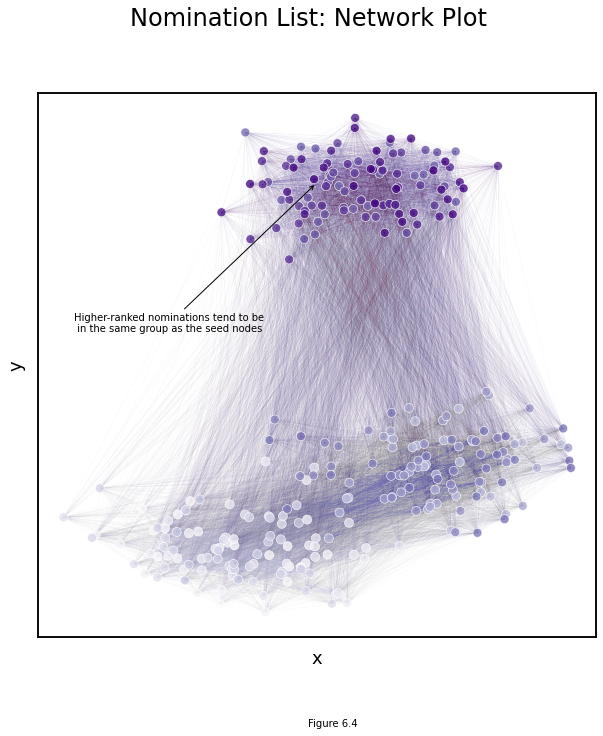 Nomination List: Network Plot
Higher-ranked nominations tend to be
in the same group as the seed nodes
y
x
Figure 6.4